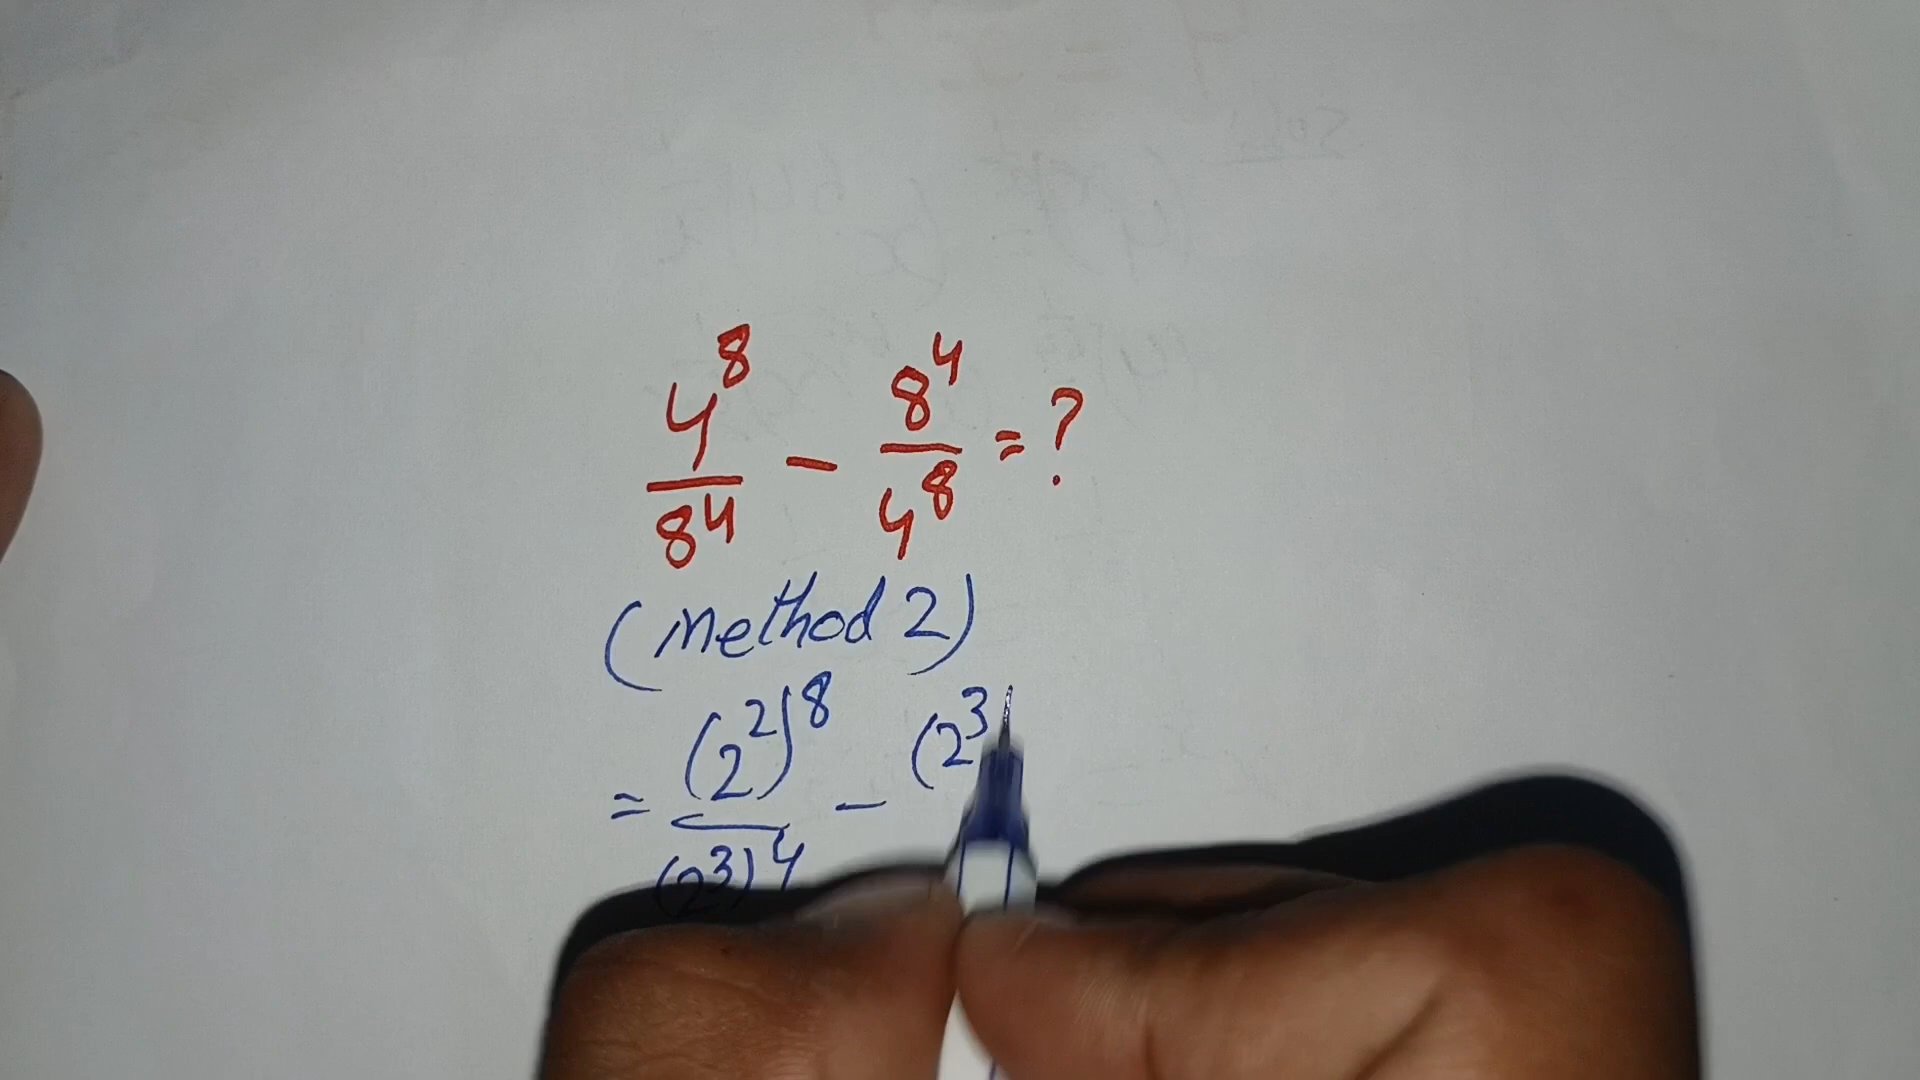 4^8/8^4 - 8^4/4^8 = ?
(Method 2)
= (2^2)^8/(2^3)^4 - (2^3